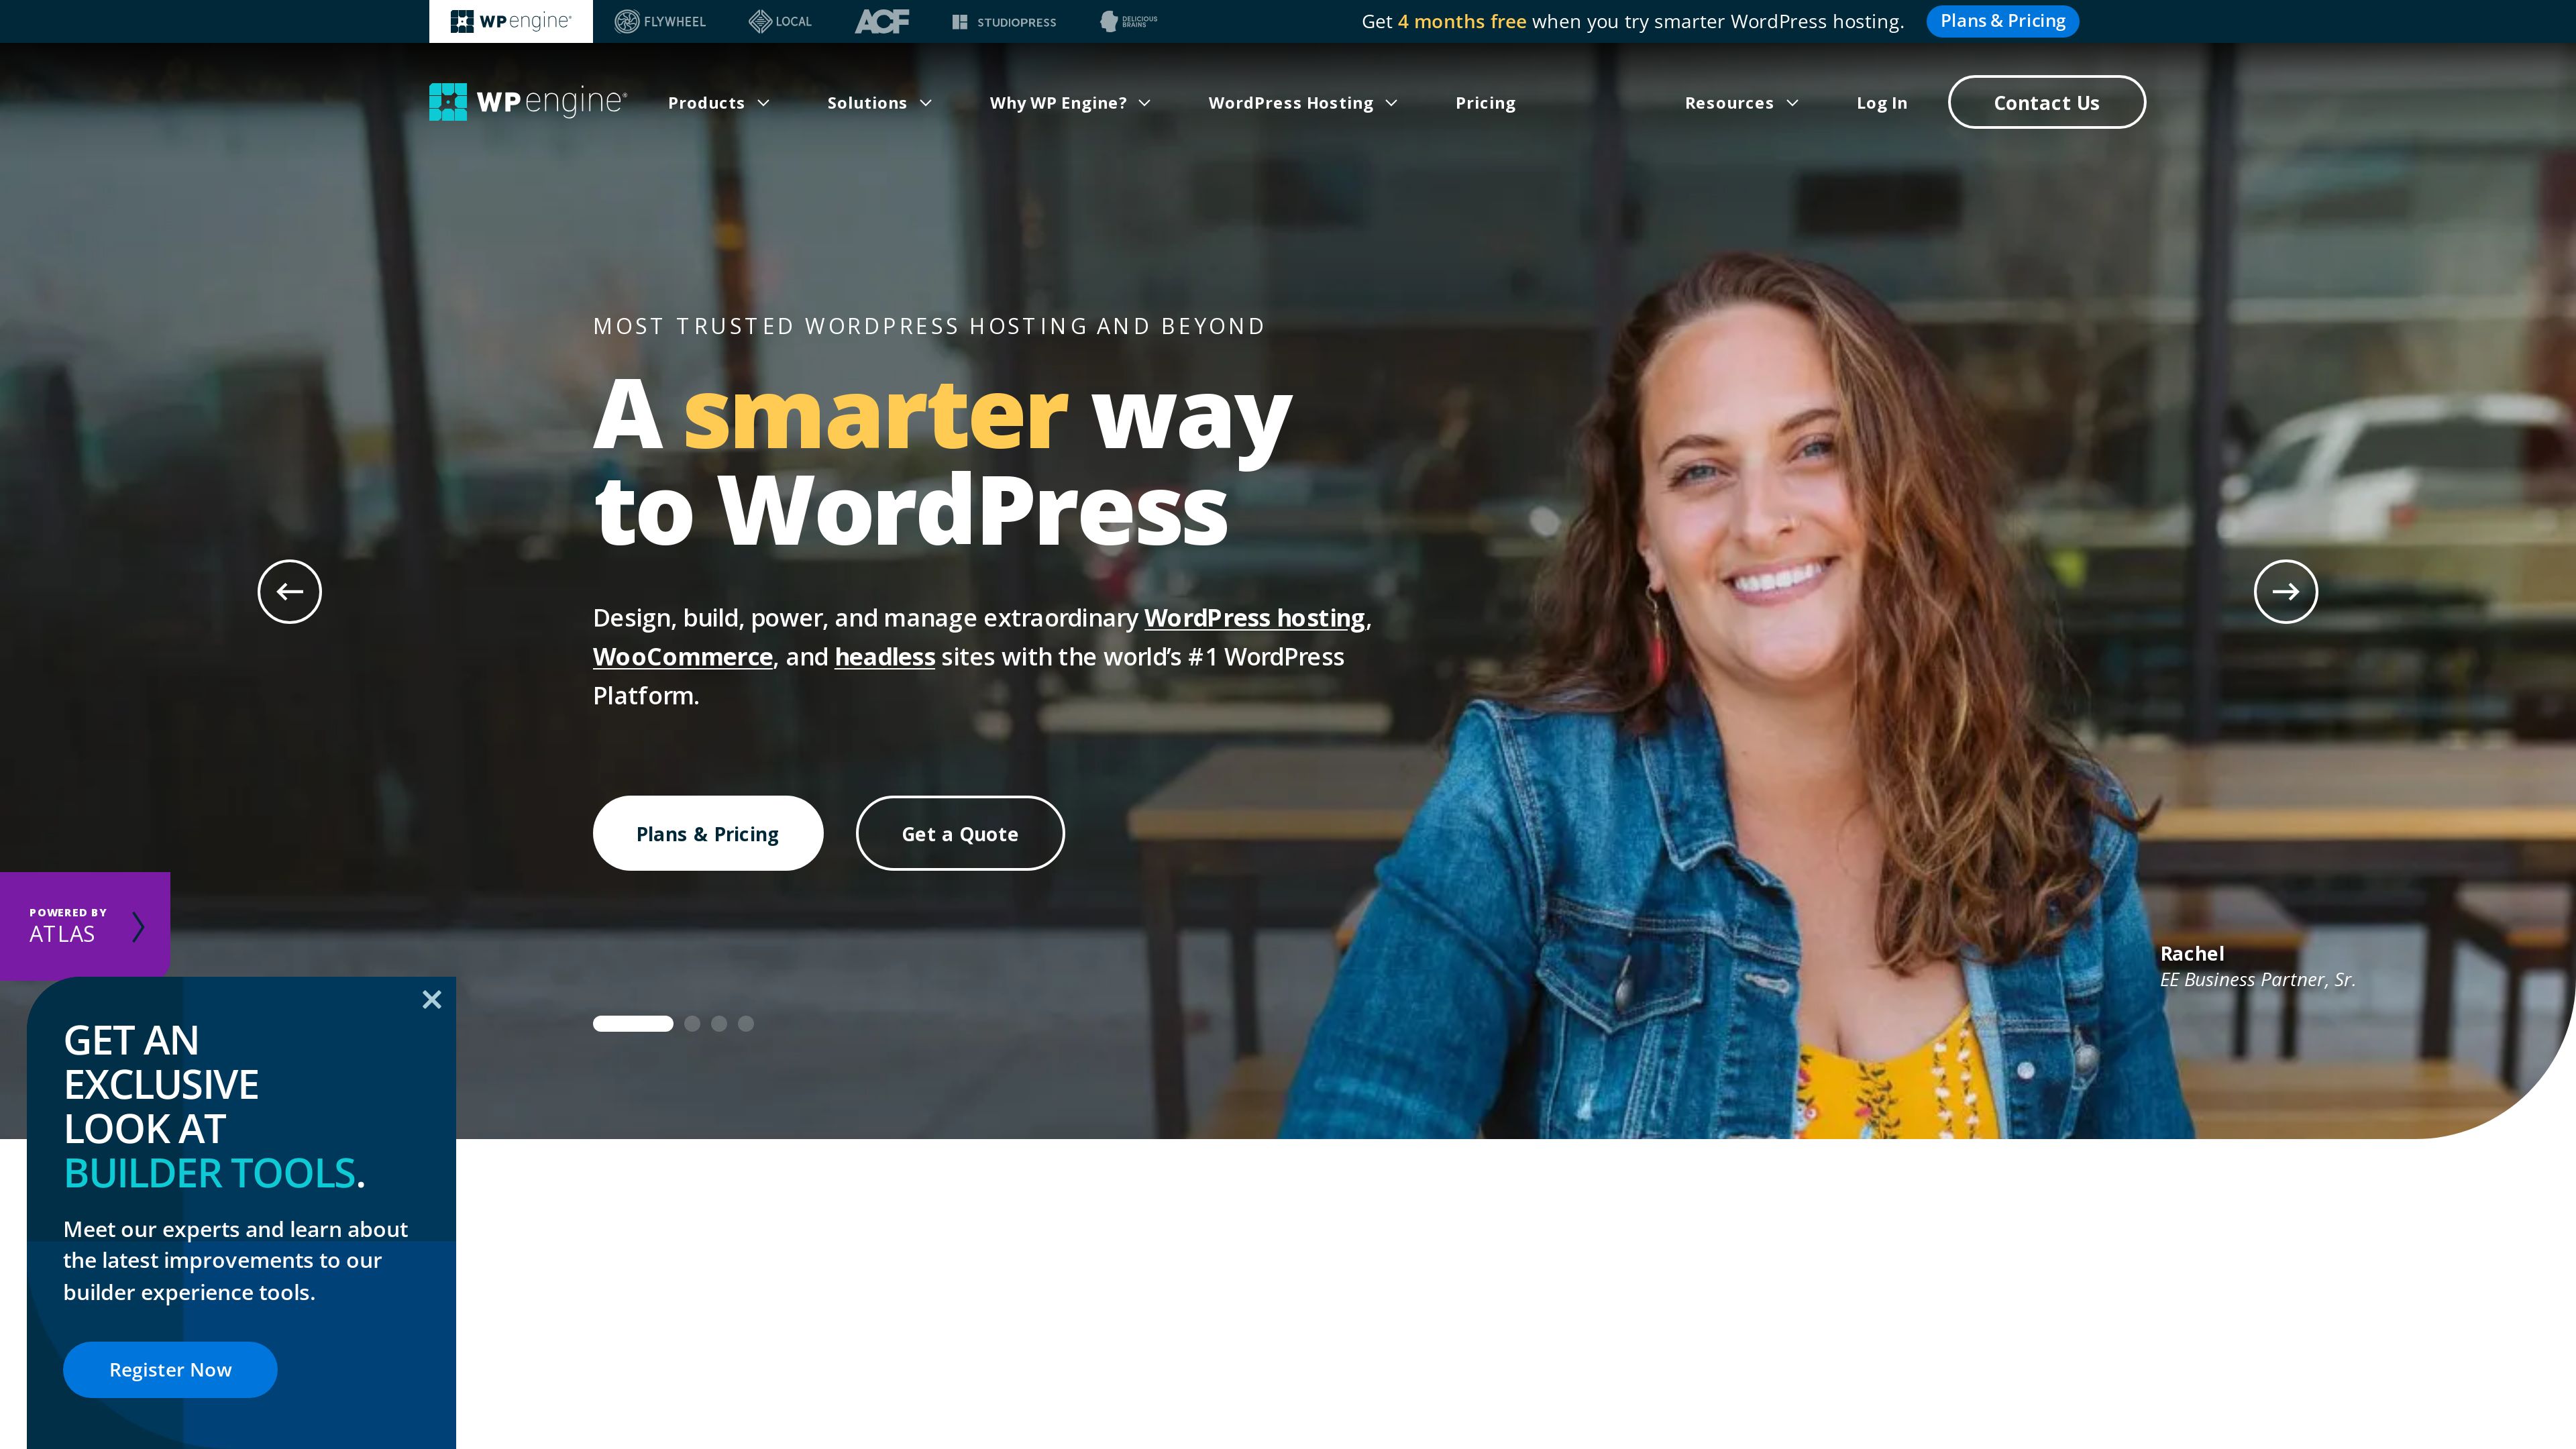 WP engine®
FLYWHEEL
LOCAL
ACF
STUDIOPRESS
DELICIOUS
BRAINS
Get 4 months free when you try smarter WordPress hosting.
Plans & Pricing
WP engine®
Products
Solutions
Why WP Engine?
WordPress Hosting
Pricing
Resources
Log In
Contact Us
MOST TRUSTED WORDPRESS HOSTING AND BEYOND
A smarter way
to WordPress
Design, build, power, and manage extraordinary WordPress hosting,
WooCommerce, and headless sites with the world’s #1 WordPress
Platform.
Plans & Pricing
Get a Quote
POWERED BY
ATLAS
Rachel
EE Business Partner, Sr.
GET AN
EXCLUSIVE
LOOK AT
BUILDER TOOLS.
Meet our experts and learn about
the latest improvements to our
builder experience tools.
Register Now